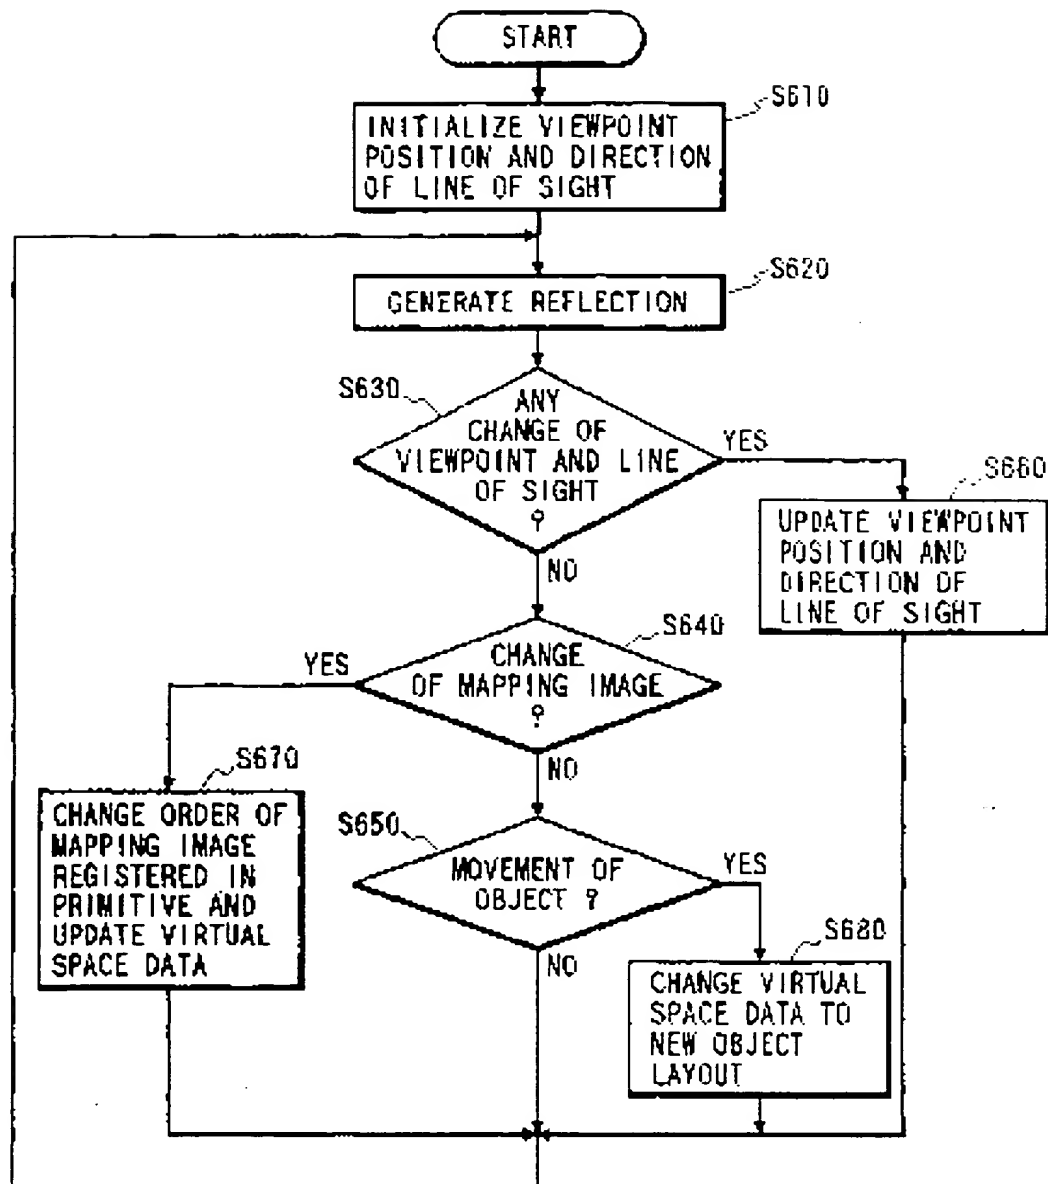 START
S610
INITIALIZE VIEWPOINT
POSITION AND DIRECTION
OF LINE OF SIGHT
S620
GENERATE REFLECTION
S630
ANY
CHANGE OF
VIEWPOINT AND LINE
OF SIGHT
?
YES
NO
S660
UPDATE VIEWPOINT
POSITION AND
DIRECTION OF
LINE OF SIGHT
S640
CHANGE
OF MAPPING IMAGE
?
YES
NO
S670
CHANGE ORDER OF
MAPPING IMAGE
REGISTERED IN
PRIMITIVE AND
UPDATE VIRTUAL
SPACE DATA
S650
MOVEMENT OF
OBJECT ?
YES
NO
S680
CHANGE VIRTUAL
SPACE DATA TO
NEW OBJECT
LAYOUT